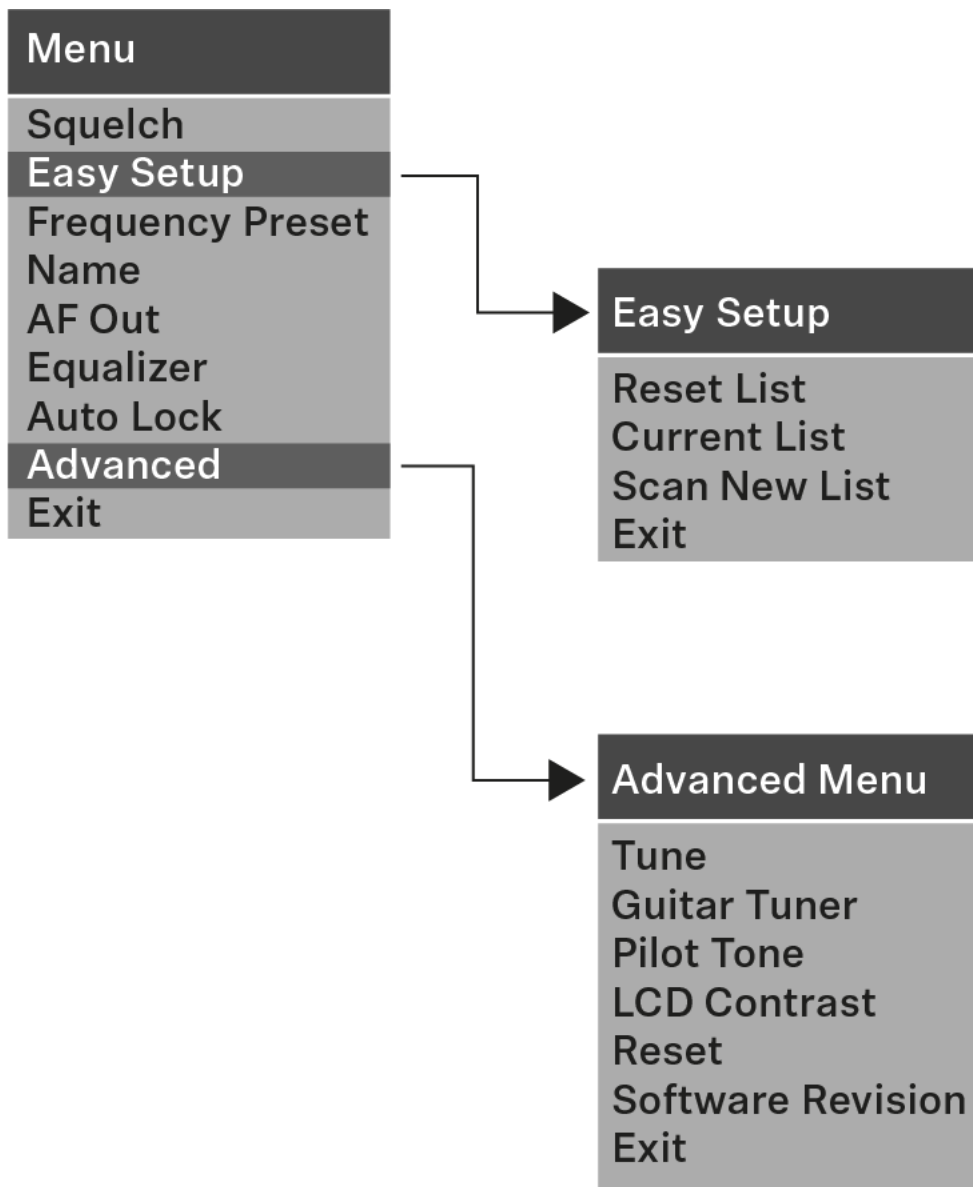 Menu
Squelch
Easy Setup
Frequency Preset
Name
AF Out
Equalizer
Auto Lock
Advanced
Exit
Easy Setup
Reset List
Current List
Scan New List
Exit
Advanced Menu
Tune
Guitar Tuner
Pilot Tone
LCD Contrast
Reset
Software Revision
Exit